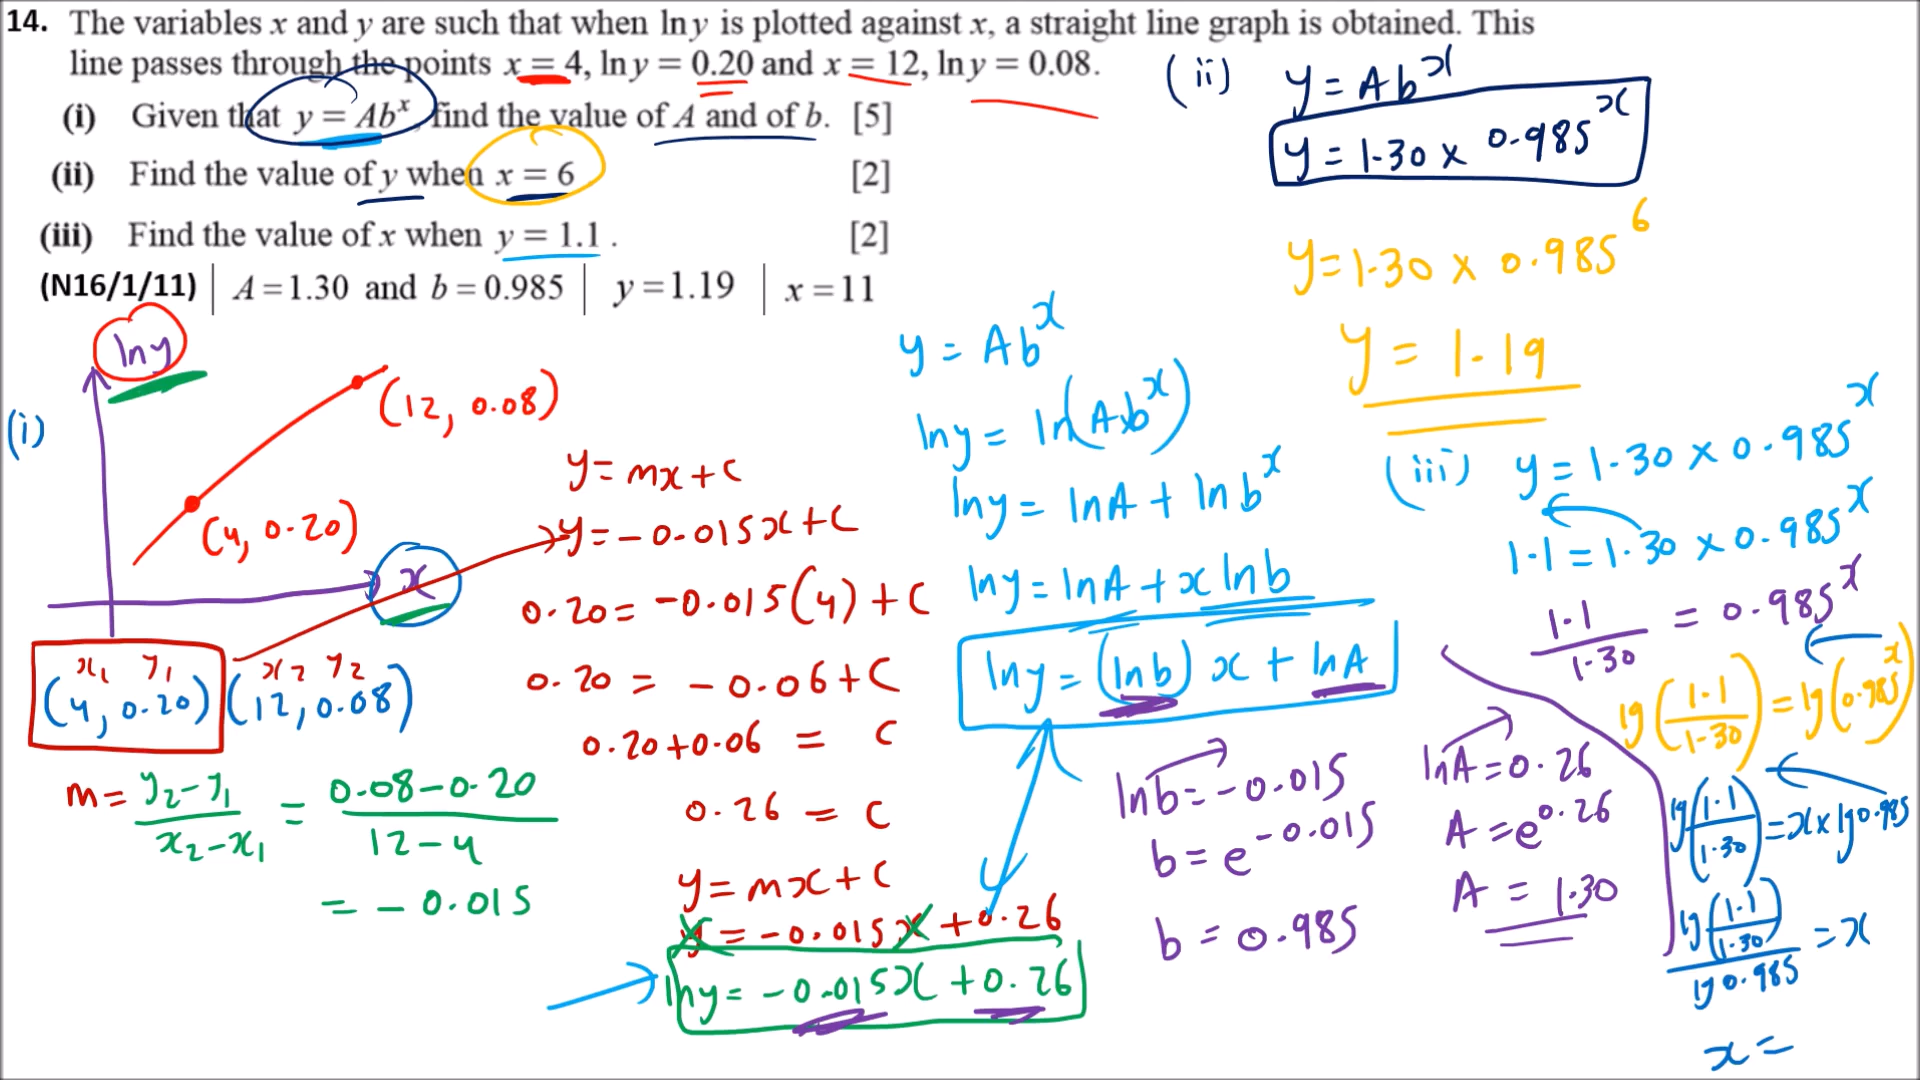 14. The variables x and y are such that when ln y is plotted against x, a straight line graph is obtained. This
line passes through the points x = 4, ln y = 0.20 and x = 12, ln y = 0.08.
(i) Given that y = Ab^x, find the value of A and of b. [5]
(ii) Find the value of y when x = 6 [2]
(iii) Find the value of x when y = 1.1 . [2]
(N16/1/11) | A = 1.30 and b = 0.985 | y = 1.19 | x = 11
(i)
ln y
(12, 0.08)
(4, 0.20)
x
x₁ y₁ x₂ y₂
(4, 0.20) (12, 0.08)
m = (y₂ - y₁)/(x₂ - x₁) = (0.08 - 0.20)/(12 - 4)
= - 0.015
y = mx + c
y = - 0.015x + c
0.20 = -0.015(4) + c
0.20 = - 0.06 + c
0.20 + 0.06 = c
0.26 = c
y = mx + c
y = -0.015x + 0.26
ln y = -0.015x + 0.26
y = Ab^x
ln y = ln(A×b^x)
ln y = ln A + ln b^x
ln y = ln A + x ln b
ln y = (ln b) x + ln A
ln b = -0.015
b = e^-0.015
b = 0.985
ln A = 0.26
A = e^0.26
A = 1.30
(ii) y = Ab^x
y = 1.30 × 0.985^x
y = 1.30 × 0.985^6
y = 1.19
(iii) y = 1.30 × 0.985^x
1.1 = 1.30 × 0.985^x
1.1/1.30 = 0.985^x
lg(1.1/1.30) = lg(0.985)^x
lg(1.1/1.30) = x × lg 0.985
lg(1.1/1.30)/lg 0.985 = x
x =